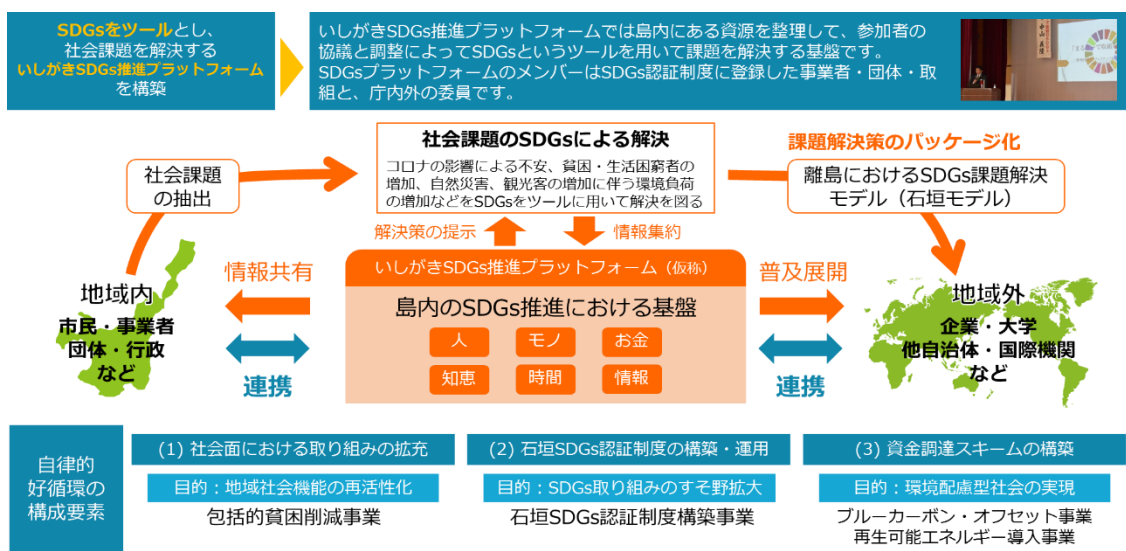 SDGsをツールとし、
社会課題を解決する
いしがきSDGs推進プラットフォーム
を構築
いしがきSDGs推進プラットフォームでは島内にある資源を整理して、参加者の
協議と調整によってSDGsというツールを用いて課題を解決する基盤です。
SDGsプラットフォームのメンバーはSDGs認証制度に登録した事業者・団体・取
組と、庁内外の委員です。
社会課題
の抽出
社会課題のSDGsによる解決
コロナの影響による不安、貧困・生活困窮者の
増加、自然災害、観光客の増加に伴う環境負荷
の増加などをSDGsをツールに用いて解決を図る
課題解決策のパッケージ化
離島におけるSDGs課題解決
モデル（石垣モデル）
解決策の提示
情報集約
地域内
市民・事業者
団体・行政
など
情報共有
連携
いしがきSDGs推進プラットフォーム（仮称）
島内のSDGs推進における基盤
人 モノ お金
知恵 時間 情報
普及展開
連携
地域外
企業・大学
他自治体・国際機関
など
自律的
好循環の
構成要素
(1) 社会面における取り組みの拡充
目的：地域社会機能の再活性化
包括的貧困削減事業
(2) 石垣SDGs認証制度の構築・運用
目的：SDGs取り組みのすそ野拡大
石垣SDGs認証制度構築事業
(3) 資金調達スキームの構築
目的：環境配慮型社会の実現
ブルーカーボン・オフセット事業
再生可能エネルギー導入事業